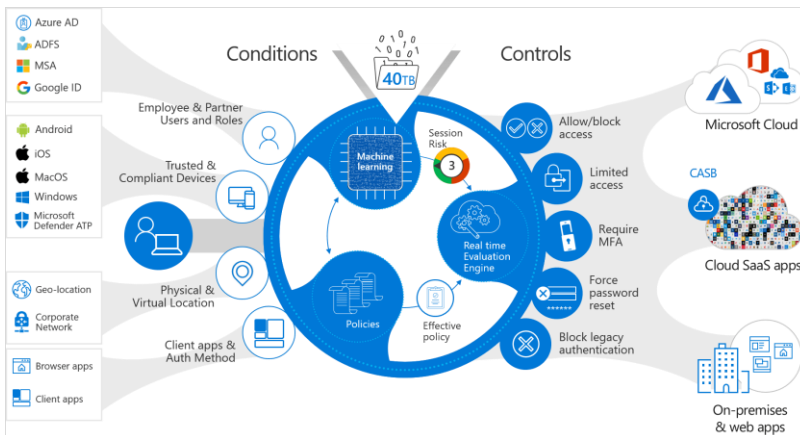 Azure AD
ADFS
MSA
Google ID
Android
iOS
MacOS
Windows
Microsoft
Defender ATP
Geo-location
Corporate
Network
Browser apps
Client apps
Conditions
Employee & Partner
Users and Roles
Trusted &
Compliant Devices
Physical &
Virtual Location
Client apps &
Auth Method
40TB
Machine
learning
Session
Risk
3
Real time
Evaluation
Engine
Policies
Effective
policy
Controls
Allow/block
access
Limited
access
Require
MFA
Force
password
reset
******
Block legacy
authentication
Microsoft Cloud
CASB
Cloud SaaS apps
On-premises
& web apps